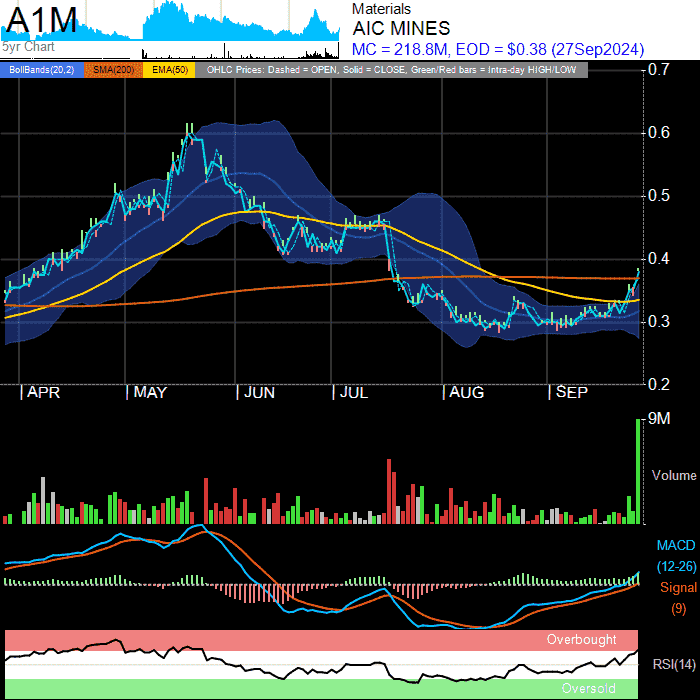 A1M
5yr Chart
Materials
AIC MINES
MC = 218.8M, EOD = $0.38 (27Sep2024)
BollBands(20,2) SMA(200) EMA(50) OHLC Prices: Dashed = OPEN, Solid = CLOSE, Green/Red bars = Intra-day HIGH/LOW
0.7
0.6
0.5
0.4
0.3
0.2
APR MAY JUN JUL AUG SEP
9M
Volume
MACD
(12-26)
Signal
(9)
Overbought
RSI(14)
Oversold